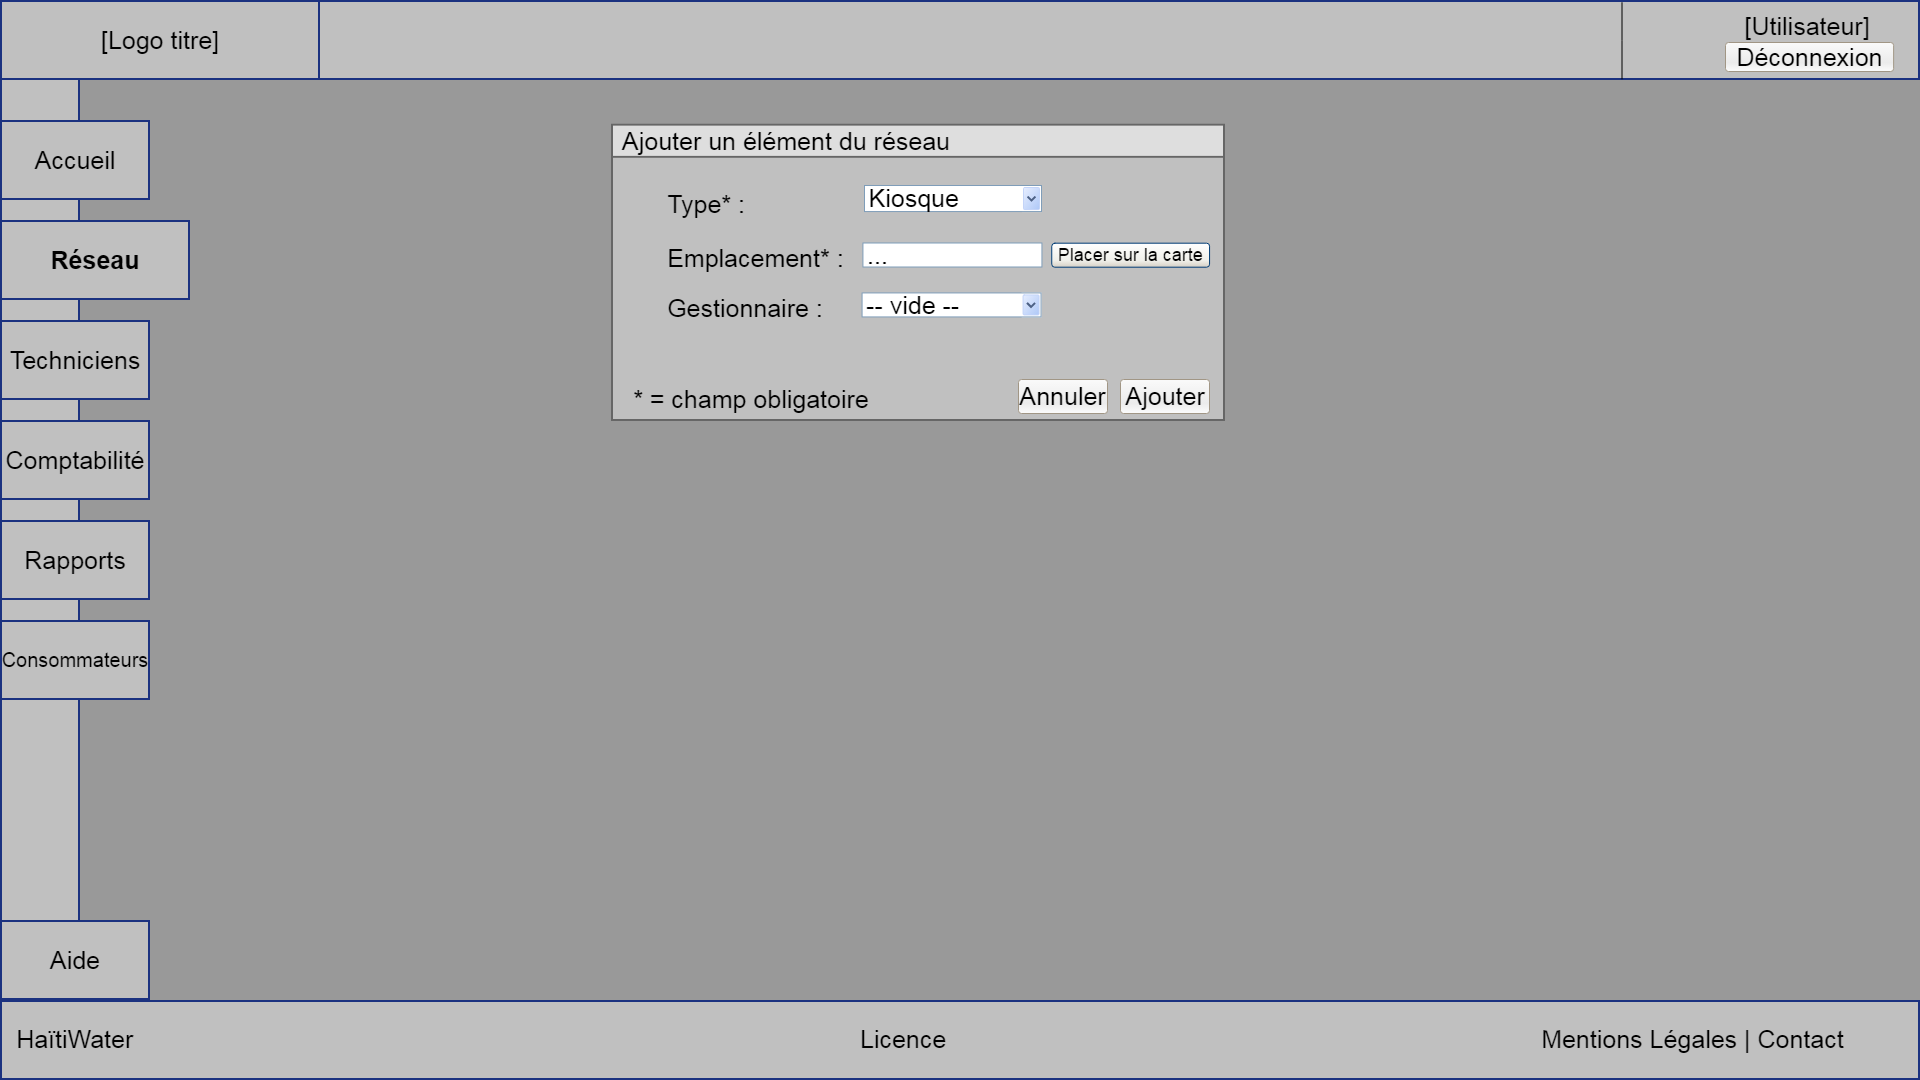 [Logo titre]
[Utilisateur]
Déconnexion
Accueil
Réseau
Techniciens
Comptabilité
Rapports
Consommateurs
Aide
Ajouter un élément du réseau
Type* :
Kiosque
Emplacement* :
...
Placer sur la carte
Gestionnaire :
-- vide --
* = champ obligatoire
Annuler
Ajouter
HaïtiWater
Licence
Mentions Légales | Contact